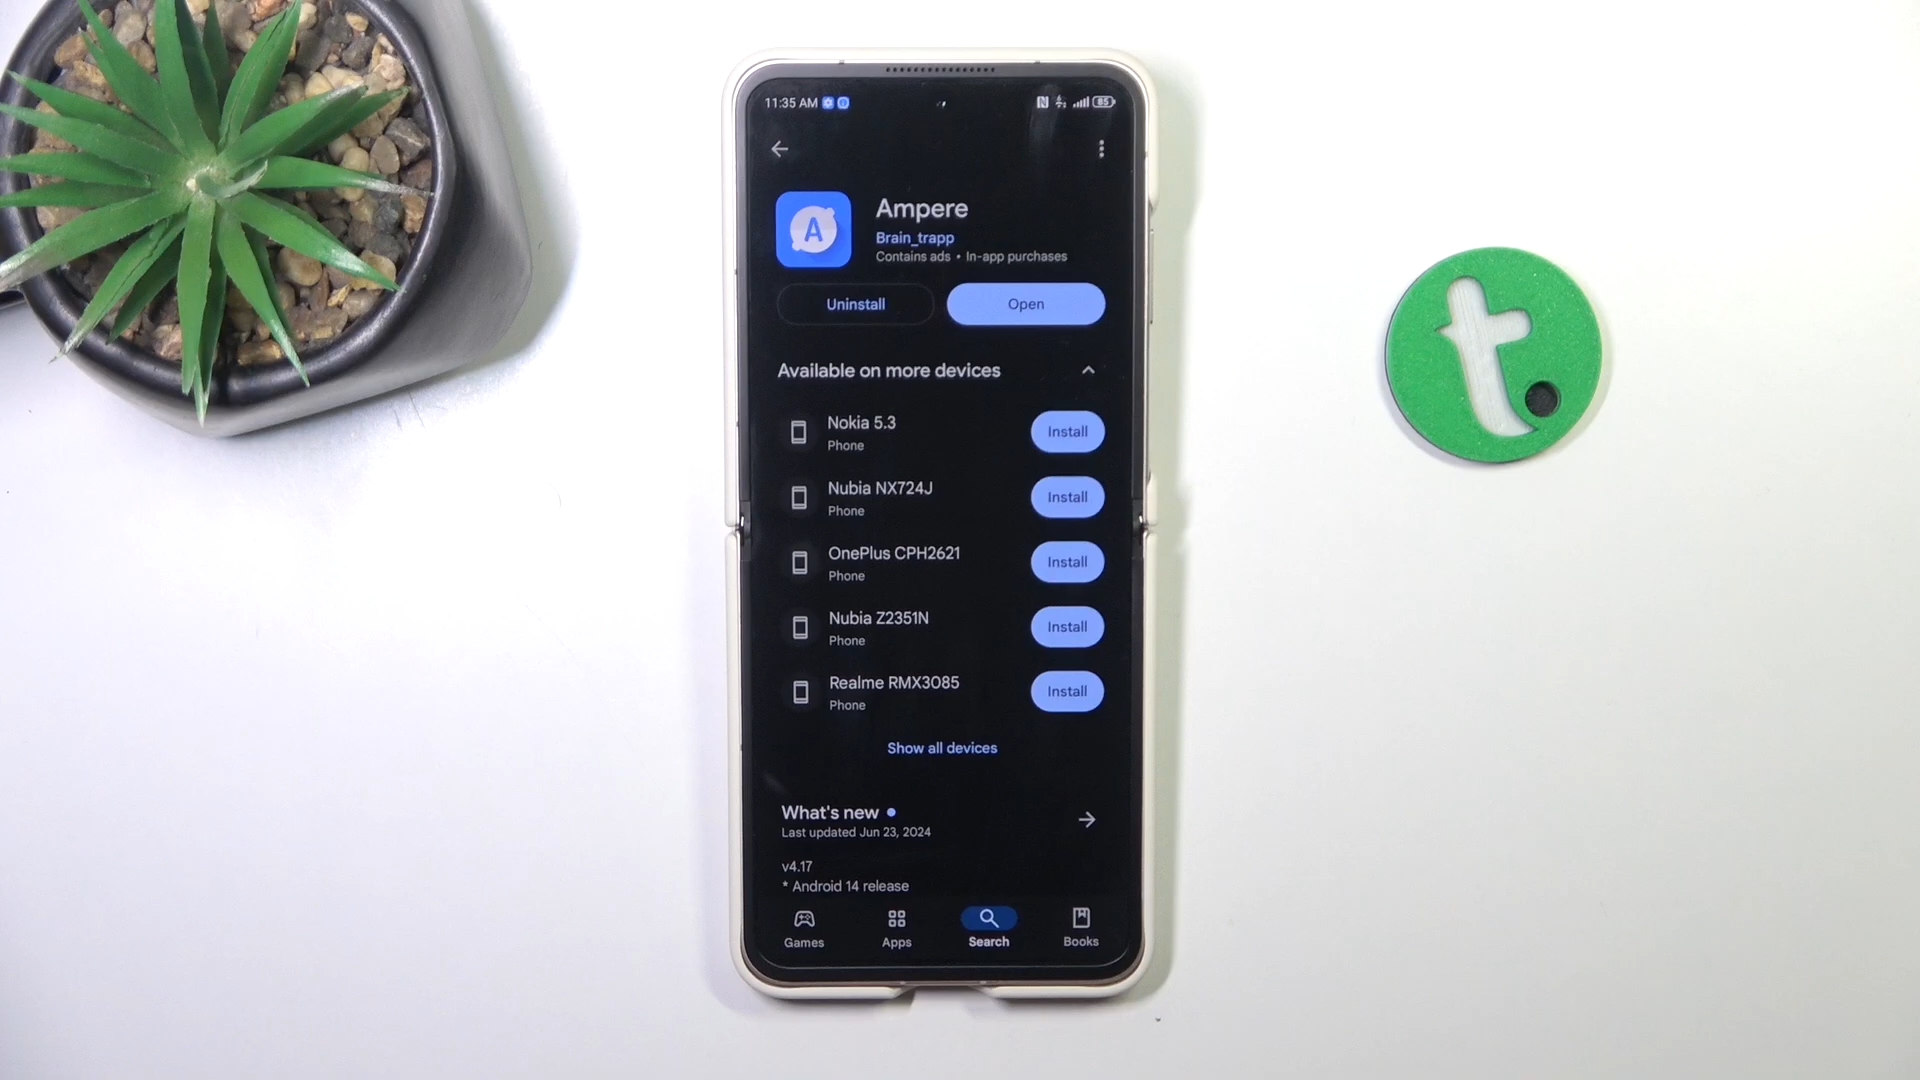 11:35 AM
85
A
Ampere
Brain_trapp
Contains ads • In-app purchases
Uninstall
Open
Available on more devices
Nokia 5.3
Phone
Install
Nubia NX724J
Phone
Install
OnePlus CPH2621
Phone
Install
Nubia Z2351N
Phone
Install
Realme RMX3085
Phone
Install
Show all devices
What's new
Last updated Jun 23, 2024
v4.17
* Android 14 release
Games
Apps
Search
Books
t